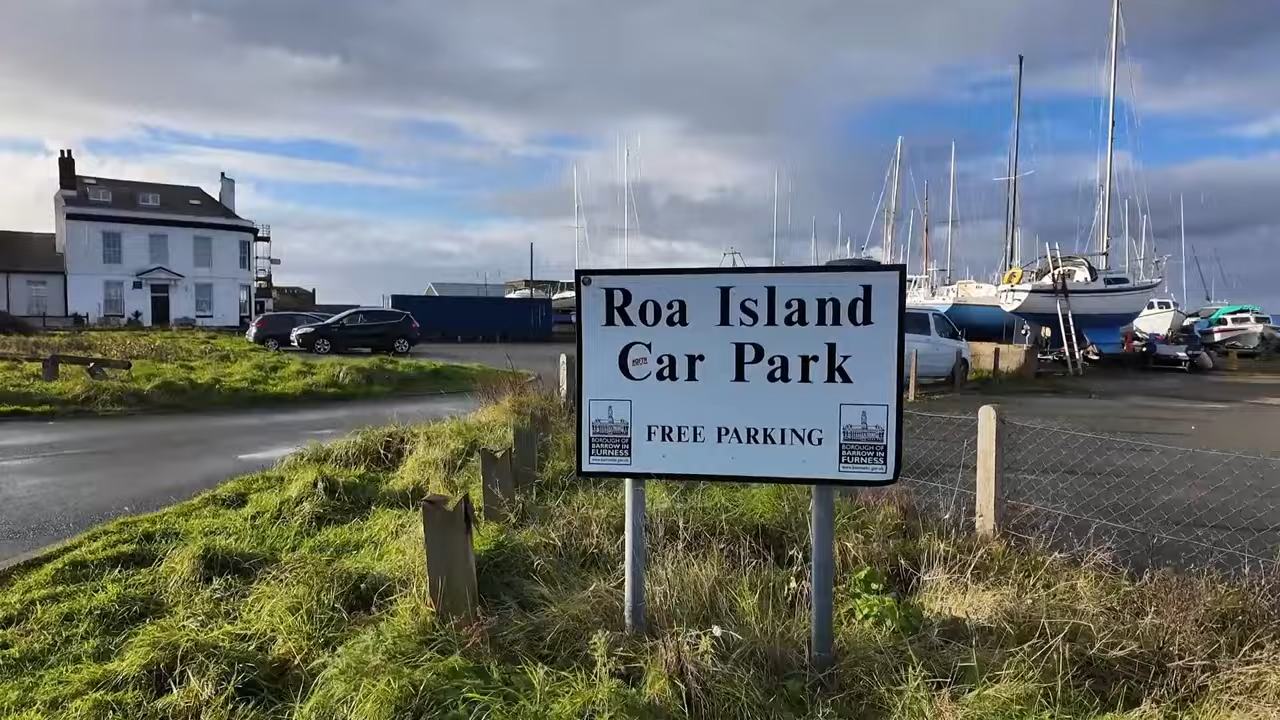 Roa Island
Car Park
FREE PARKING
BOROUGH OF
BARROW IN
FURNESS
BOROUGH OF
BARROW IN
FURNESS